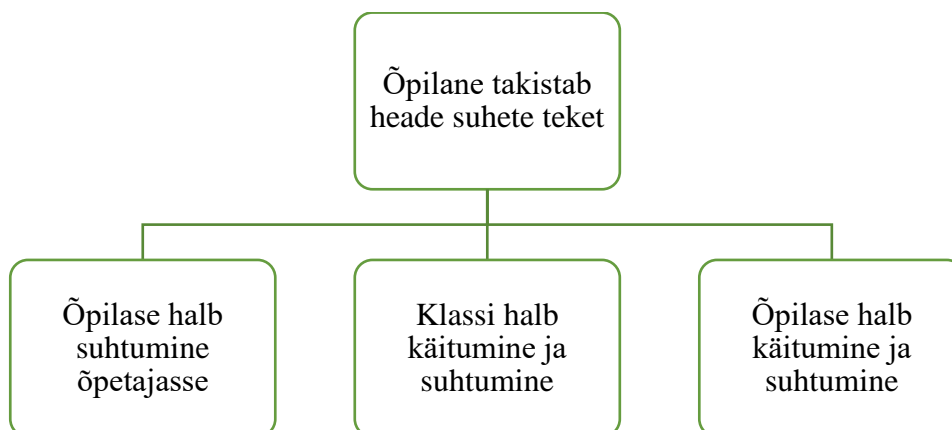 Õpilane takistab
heade suhete teket
Õpilase halb
suhtumine
õpetajasse
Klassi halb
käitumine ja
suhtumine
Õpilase halb
käitumine ja
suhtumine